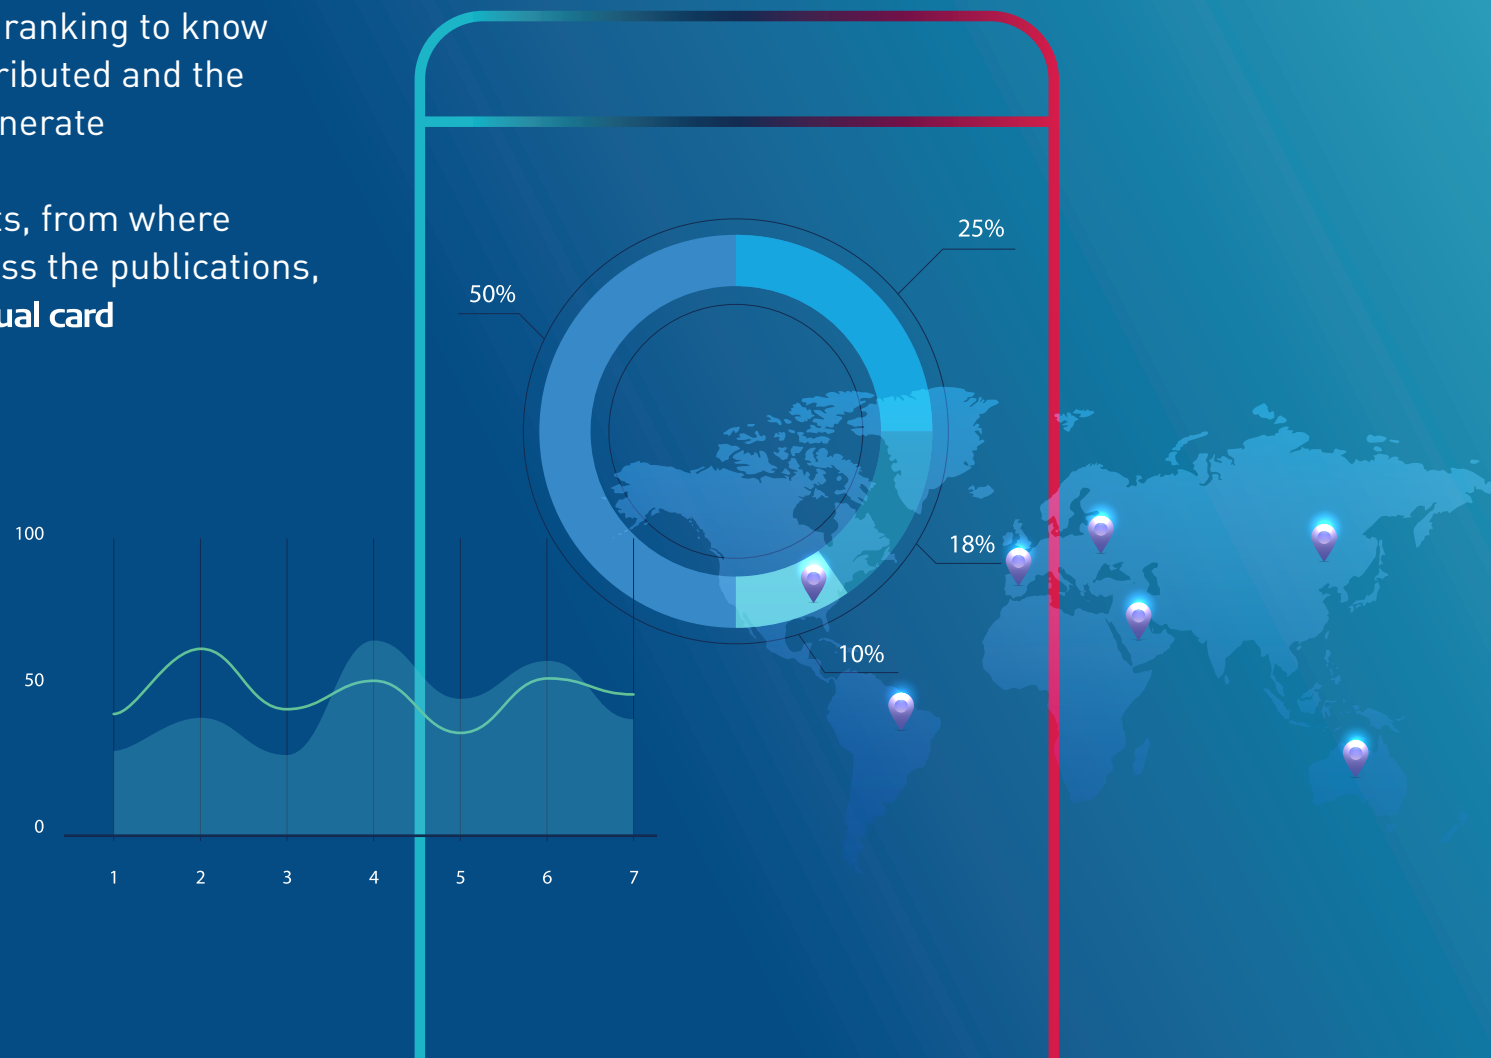 ranking to know
ributed and the
nerate
ts, from where
ss the publications,
ual card
25%
50%
18%
10%
100
50
0
1 2 3 4 5 6 7